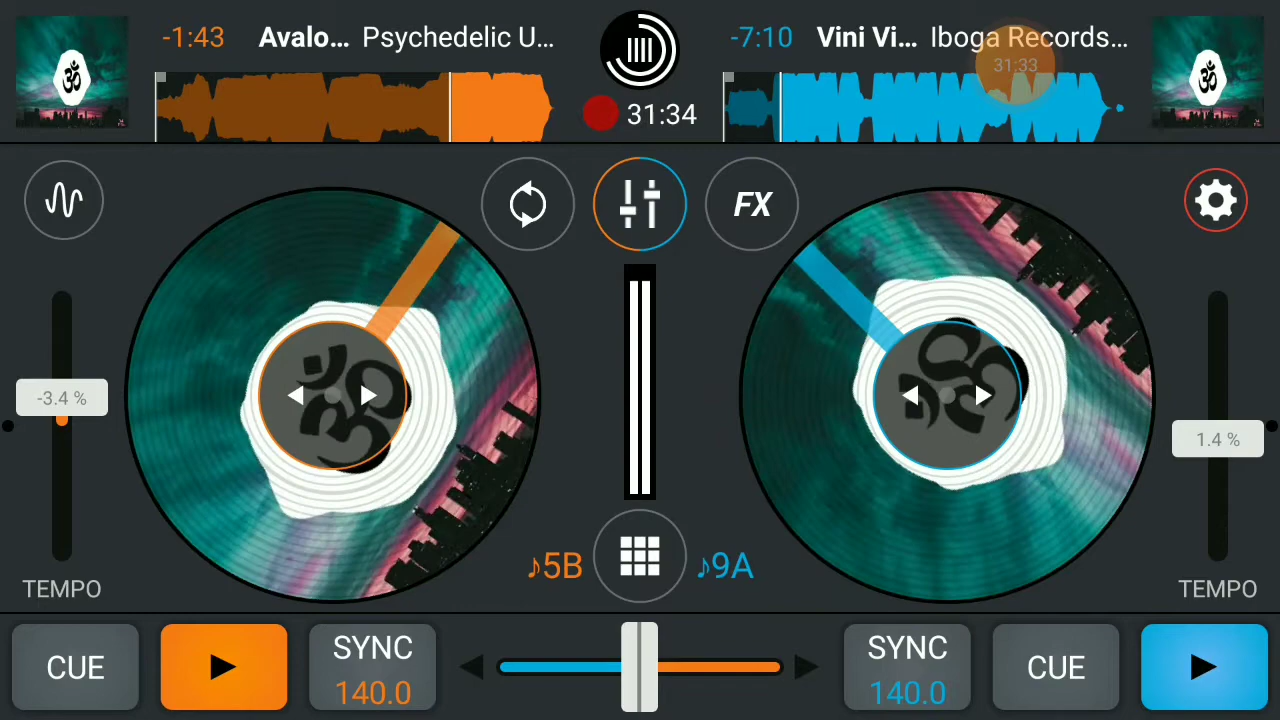 -1:43 Avalo... Psychedelic U...
-7:10 Vini Vi... Iboga Records...
31:33
31:34
FX
-3.4 %
1.4 %
♪5B
♪9A
TEMPO
TEMPO
CUE
SYNC
140.0
SYNC
140.0
CUE